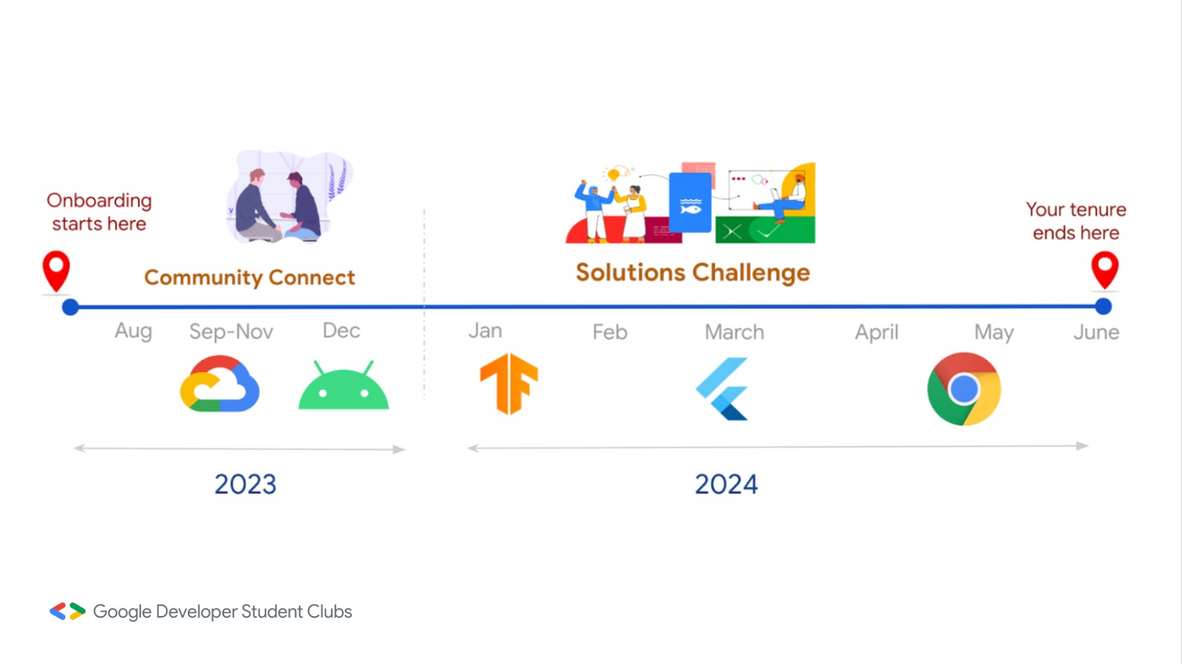 Onboarding
starts here
Community Connect
Solutions Challenge
Your tenure
ends here
Aug
Sep-Nov
Dec
Jan
Feb
March
April
May
June
2023
2024
Google Developer Student Clubs